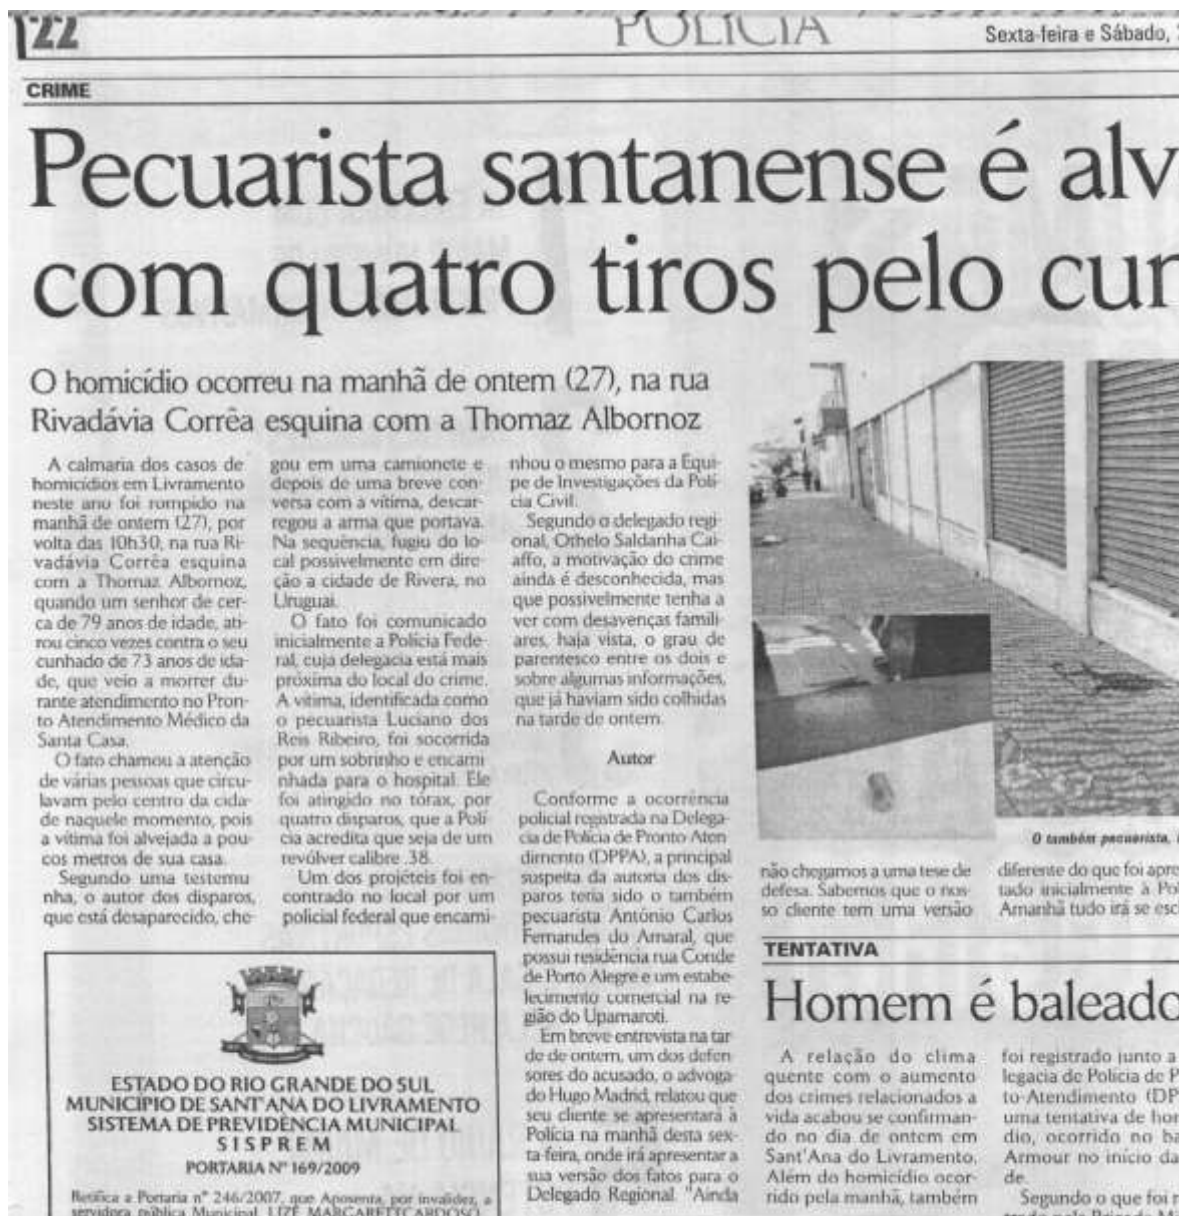 22
POLÍCIA
Sexta-feira e Sábado,
CRIME
Pecuarista santanense é alv
com quatro tiros pelo cun
O homicídio ocorreu na manhã de ontem (27), na rua
Rivadávia Corrêa esquina com a Thomaz Albornoz
A calmaria dos casos de
homicídios em Livramento
neste ano foi rompido na
manhã de ontem (27), por
volta das 10h30, na rua Ri-
vadávia Corrêa esquina
com a Thomaz Albornoz,
quando um senhor de cer-
ca de 79 anos de idade, ati-
rou cinco vezes contra o seu
cunhado de 73 anos de ida-
de, que veio a morrer du-
rante atendimento no Pron-
to Atendimento Médico da
Santa Casa.
O fato chamou a atenção
de várias pessoas que circu-
lavam pelo centro da cida-
de naquele momento, pois
a vítima foi alvejada a pou-
cos metros de sua casa.
Segundo uma testemu
nha, o autor dos disparos,
que está desaparecido, che-
gou em uma camionete e
depois de uma breve con-
versa com a vítima, descar-
regou a arma que portava.
Na sequência, fugiu do lo-
cal possivelmente em dire-
ção a cidade de Rivera, no
Uruguai.
O fato foi comunicado
inicialmente a Polícia Fede-
ral, cuja delegacia está mais
próxima do local do crime.
A vítima, identificada como
o pecuarista Luciano dos
Reis Ribeiro, foi socorrida
por um sobrinho e encami
nhada para o hospital. Ele
foi atingido no tórax, por
quatro disparos, que a Polí-
cia acredita que seja de um
revólver calibre .38.
Um dos projéteis foi en-
contrado no local por um
policial federal que encami-
nhou o mesmo para a Equi-
pe de Investigações da Polí-
cia Civil.
Segundo o delegado regi-
onal, Othelo Saldanha Cai-
affo, a motivação do crime
ainda é desconhecida, mas
que possivelmente tenha a
ver com desavenças famili-
ares, haja vista, o grau de
parentesco entre os dois e
sobre algumas informações,
que já haviam sido colhidas
na tarde de ontem.
Autor
Conforme a ocorrência
policial registrada na Delega-
cia de Polícia de Pronto Aten-
dimento (DPPA), a principal
suspeita da autoria dos dis-
paros teria sido o também
pecuarista Antônio Carlos
Fernandes do Amaral, que
possui residência rua Conde
de Porto Alegre e um estabe-
lecimento comercial na re-
gião do Upamaroti.
Em breve entrevista na tar
de de ontem, um dos defen-
sores do acusado, o advoga-
do Hugo Madrid, relatou que
seu cliente se apresentará à
Polícia na manhã desta sex-
ta feira, onde irá apresentar a
sua versão dos fatos para o
Delegado Regional. "Ainda
O também pecuarista,
não chegamos a uma tese de
defesa. Sabemos que o nos-
so cliente tem uma versão
diferente do que foi apre
tado inicialmente à Pol
Amanhã tudo irá se esc
ESTADO DO RIO GRANDE DO SUL
MUNICÍPIO DE SANT'ANA DO LIVRAMENTO
SISTEMA DE PREVIDÊNCIA MUNICIPAL
S I S P R E M
PORTARIA Nº 169/2009
Retifica a Portaria nº 246/2007, que Aposenta, por invalidez, a
servidora pública Municipal, LIZÉ MARGARETT CARDOSO,
TENTATIVA
Homem é baleado
A relação do clima
quente com o aumento
dos crimes relacionados a
vida acabou se confirman-
do no dia de ontem em
Sant'Ana do Livramento.
Além do homicídio ocor-
rido pela manhã, também
foi registrado junto a
legacia de Polícia de P
to Atendimento (DP
uma tentativa de hom
dio, ocorrido no ba
Armour no início da
de.
Segundo o que foi r